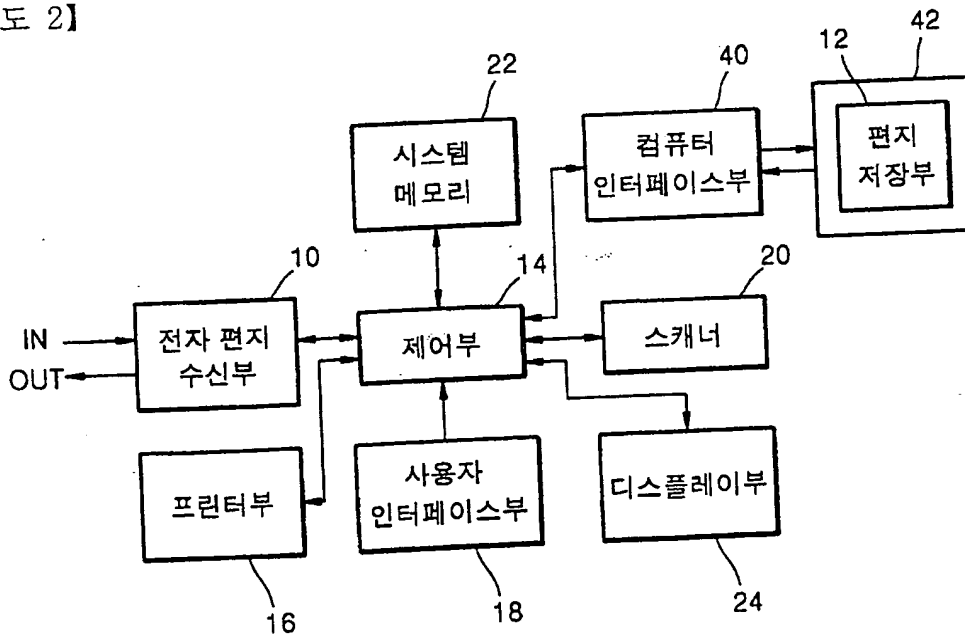 도 2】
42
12
40
22
편지
저장부
컴퓨터
인터페이스부
시스템
메모리
10
14
20
IN
OUT
전자 편지
수신부
제어부
스캐너
프린터부
사용자
인터페이스부
디스플레이부
16
18
24